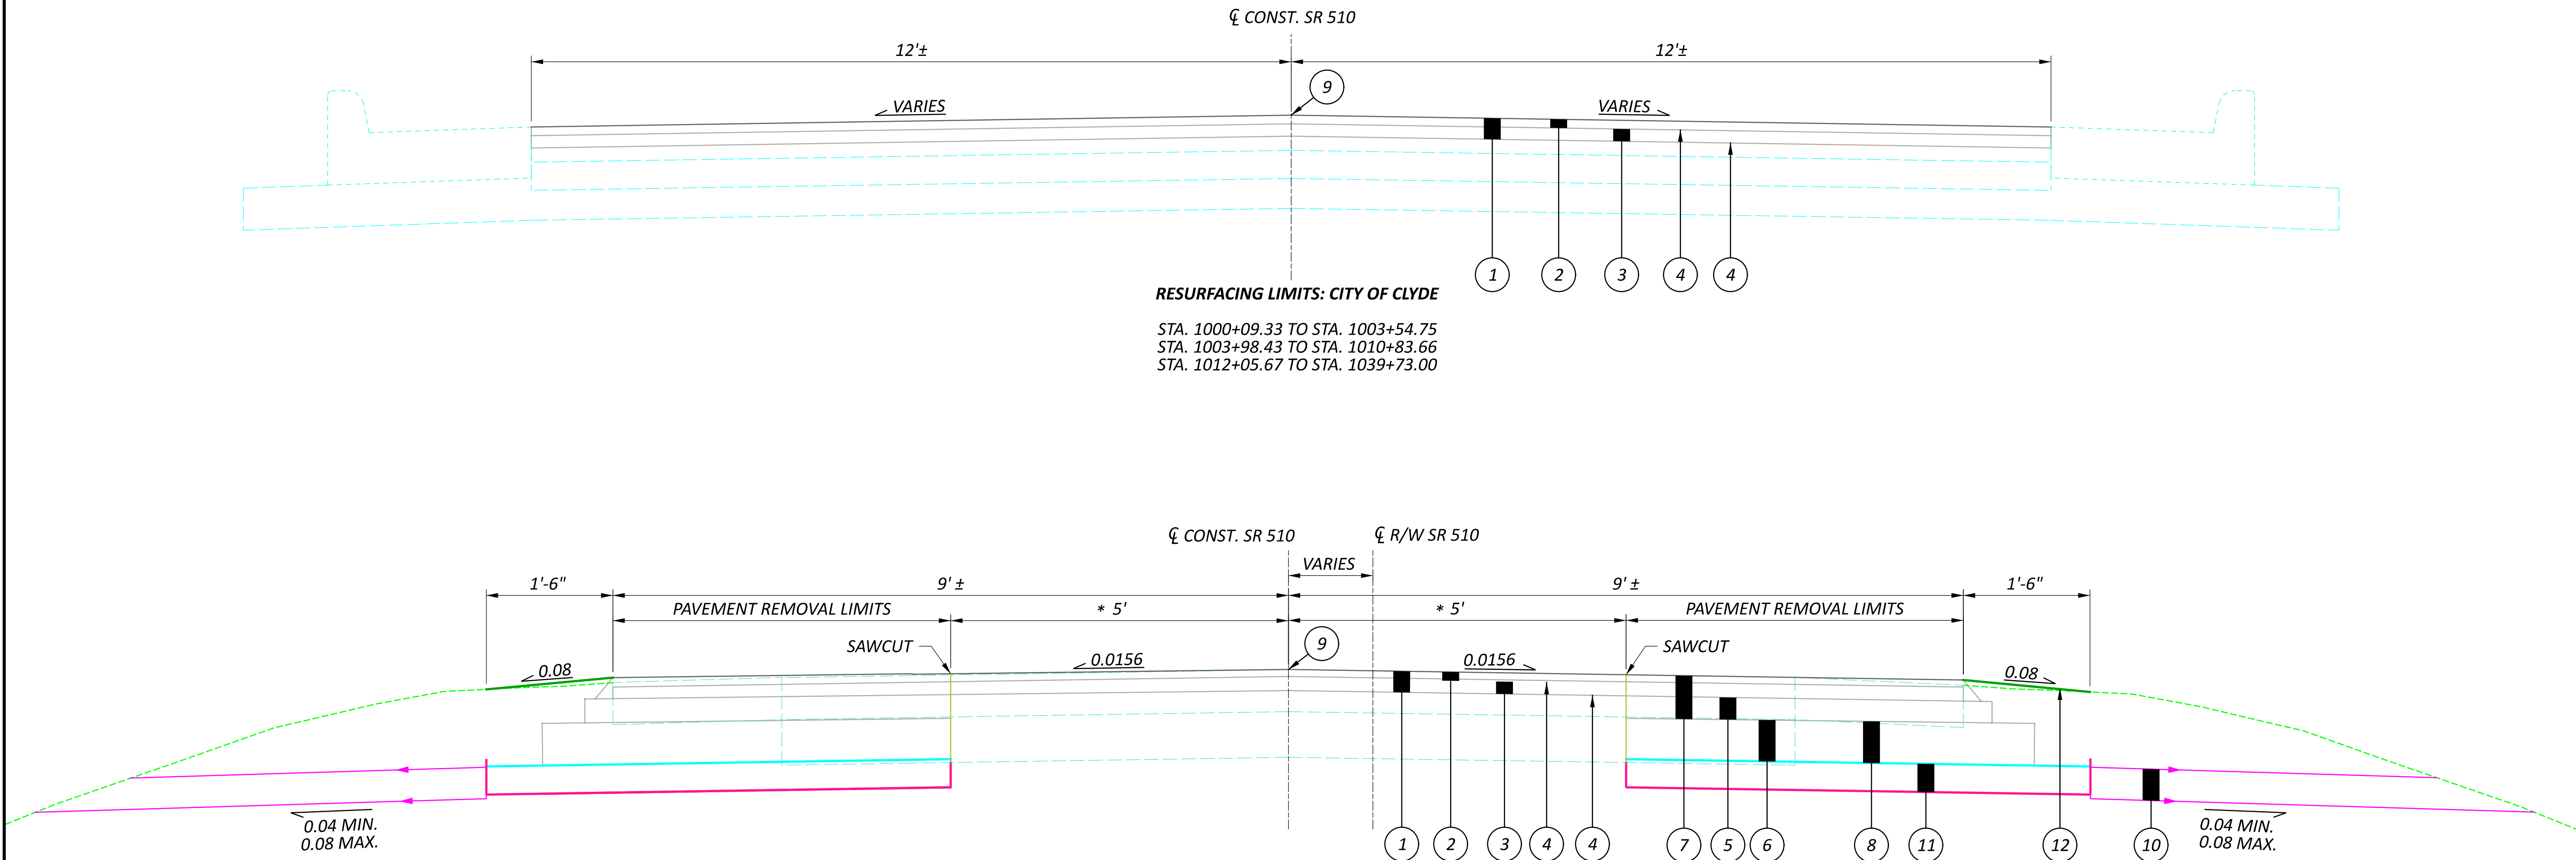 ℄ CONST. SR 510
12'± 12'±
9
VARIES VARIES
1 2 3 4 4
RESURFACING LIMITS: CITY OF CLYDE
STA. 1000+09.33 TO STA. 1003+54.75
STA. 1003+98.43 TO STA. 1010+83.66
STA. 1012+05.67 TO STA. 1039+73.00
℄ CONST. SR 510 ℄ R/W SR 510
VARIES
1'-6" 9' ± 9' ± 1'-6"
PAVEMENT REMOVAL LIMITS * 5' * 5' PAVEMENT REMOVAL LIMITS
SAWCUT 9 SAWCUT
0.08 0.0156 0.0156 0.08
0.04 MIN. 0.04 MIN.
0.08 MAX. 0.08 MAX.
1 2 3 4 4 7 5 6 8 11 12 10